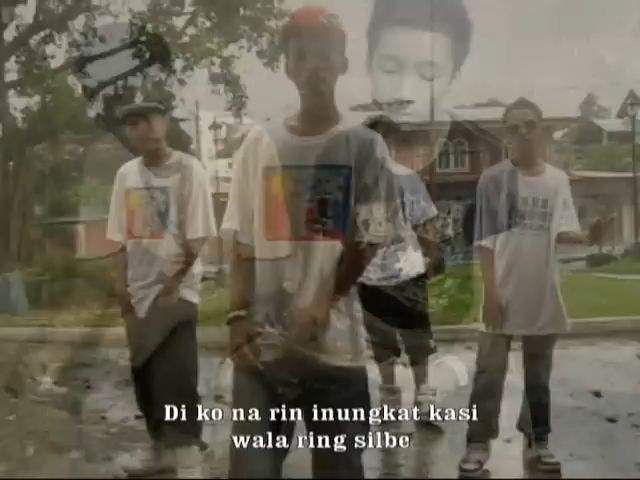 Di ko na rin inungkat kasi
wala ring silbe